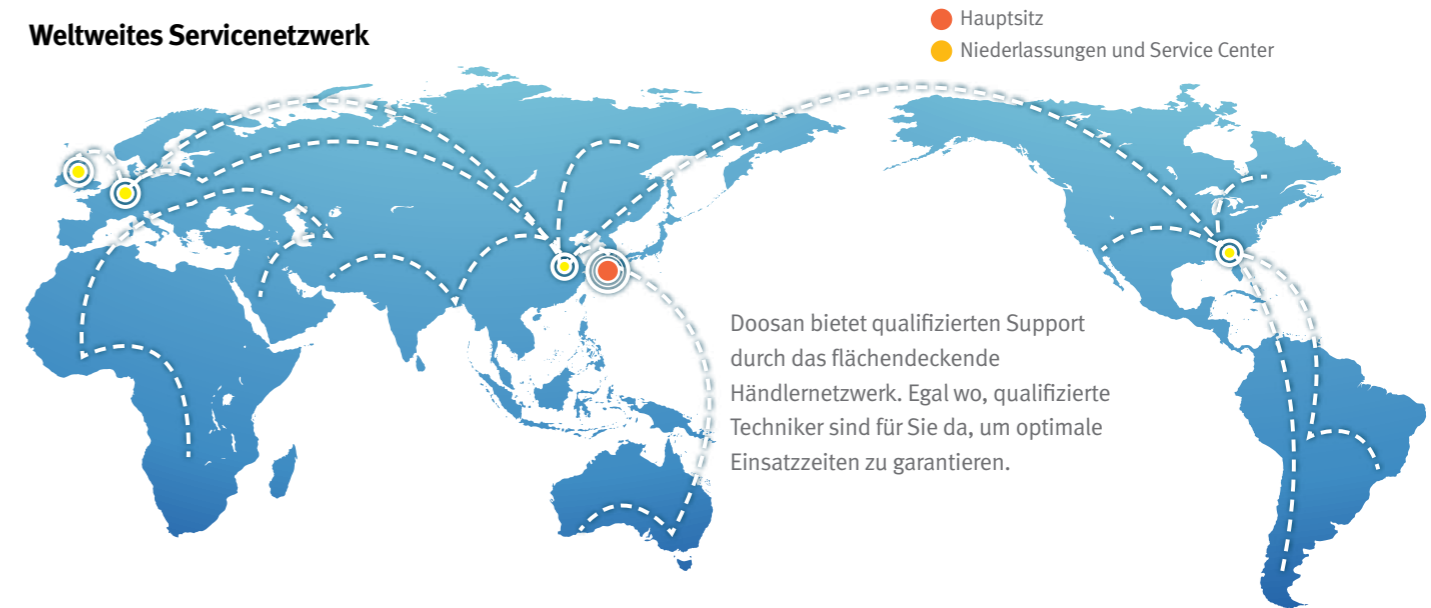 Weltweites Servicenetzwerk
Hauptsitz
Niederlassungen und Service Center
Doosan bietet qualifizierten Support
durch das flächendeckende
Händlernetzwerk. Egal wo, qualifizierte
Techniker sind für Sie da, um optimale
Einsatzzeiten zu garantieren.